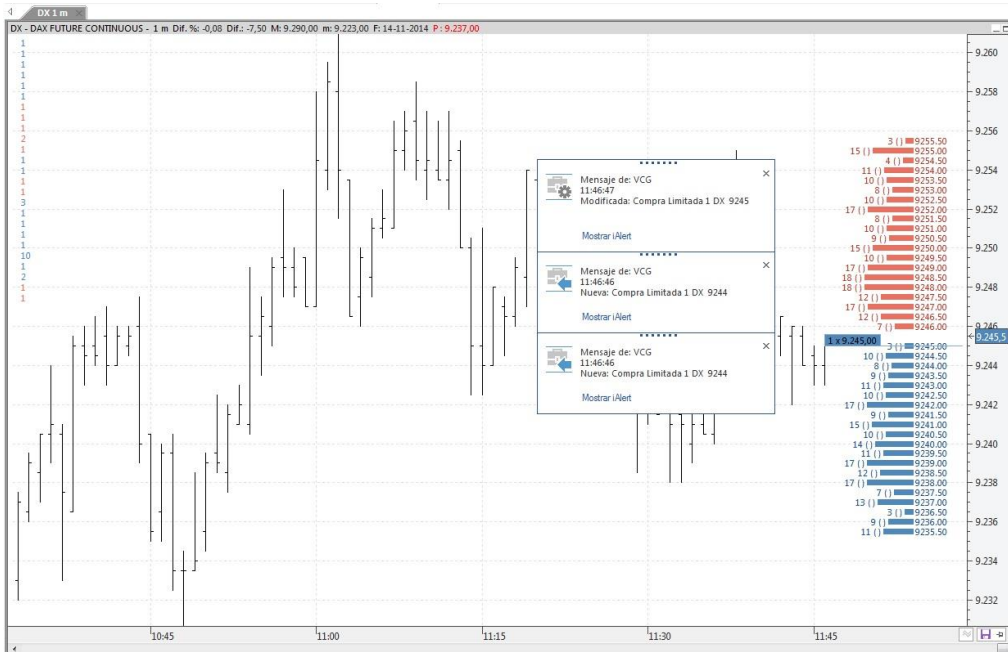 DX 1 m
DX - DAX FUTURE CONTINUOUS - 1 m Dif. %: -0,08 Dif.: -7,50 M: 9.290,00 m: 9.223,00 F: 14-11-2014 P: 9.237,00
1
1
1
1
1
1
1
1
2
1
1
1
1
1
3
1
1
1
1
10
1
2
1
1
Mensaje de: VCG
11:46:47
Modificada: Compra Limitada 1 DX 9245
Mostrar iAlert
Mensaje de: VCG
11:46:46
Nueva: Compra Limitada 1 DX 9244
Mostrar iAlert
Mensaje de: VCG
11:46:46
Nueva: Compra Limitada 1 DX 9244
Mostrar iAlert
3 () 9255.50
15 () 9255.00
4 () 9254.50
11 () 9254.00
10 () 9253.50
8 () 9253.00
10 () 9252.50
17 () 9252.00
8 () 9251.50
10 () 9251.00
9 () 9250.50
15 () 9250.00
10 () 9249.50
17 () 9249.00
18 () 9248.50
18 () 9248.00
12 () 9247.50
17 () 9247.00
12 () 9246.50
7 () 9246.00
1 x 9.245,00
3 () 9245.00
10 () 9244.50
8 () 9244.00
9 () 9243.50
11 () 9243.00
10 () 9242.50
17 () 9242.00
9 () 9241.50
15 () 9241.00
10 () 9240.50
14 () 9240.00
11 () 9239.50
17 () 9239.00
12 () 9238.50
17 () 9238.00
7 () 9237.50
13 () 9237.00
3 () 9236.50
9 () 9236.00
11 () 9235.50
9.260
9.258
9.256
9.254
9.252
9.250
9.248
9.246
9.245,5
9.244
9.242
9.240
9.238
9.236
9.234
9.232
10:45
11:00
11:15
11:30
11:45